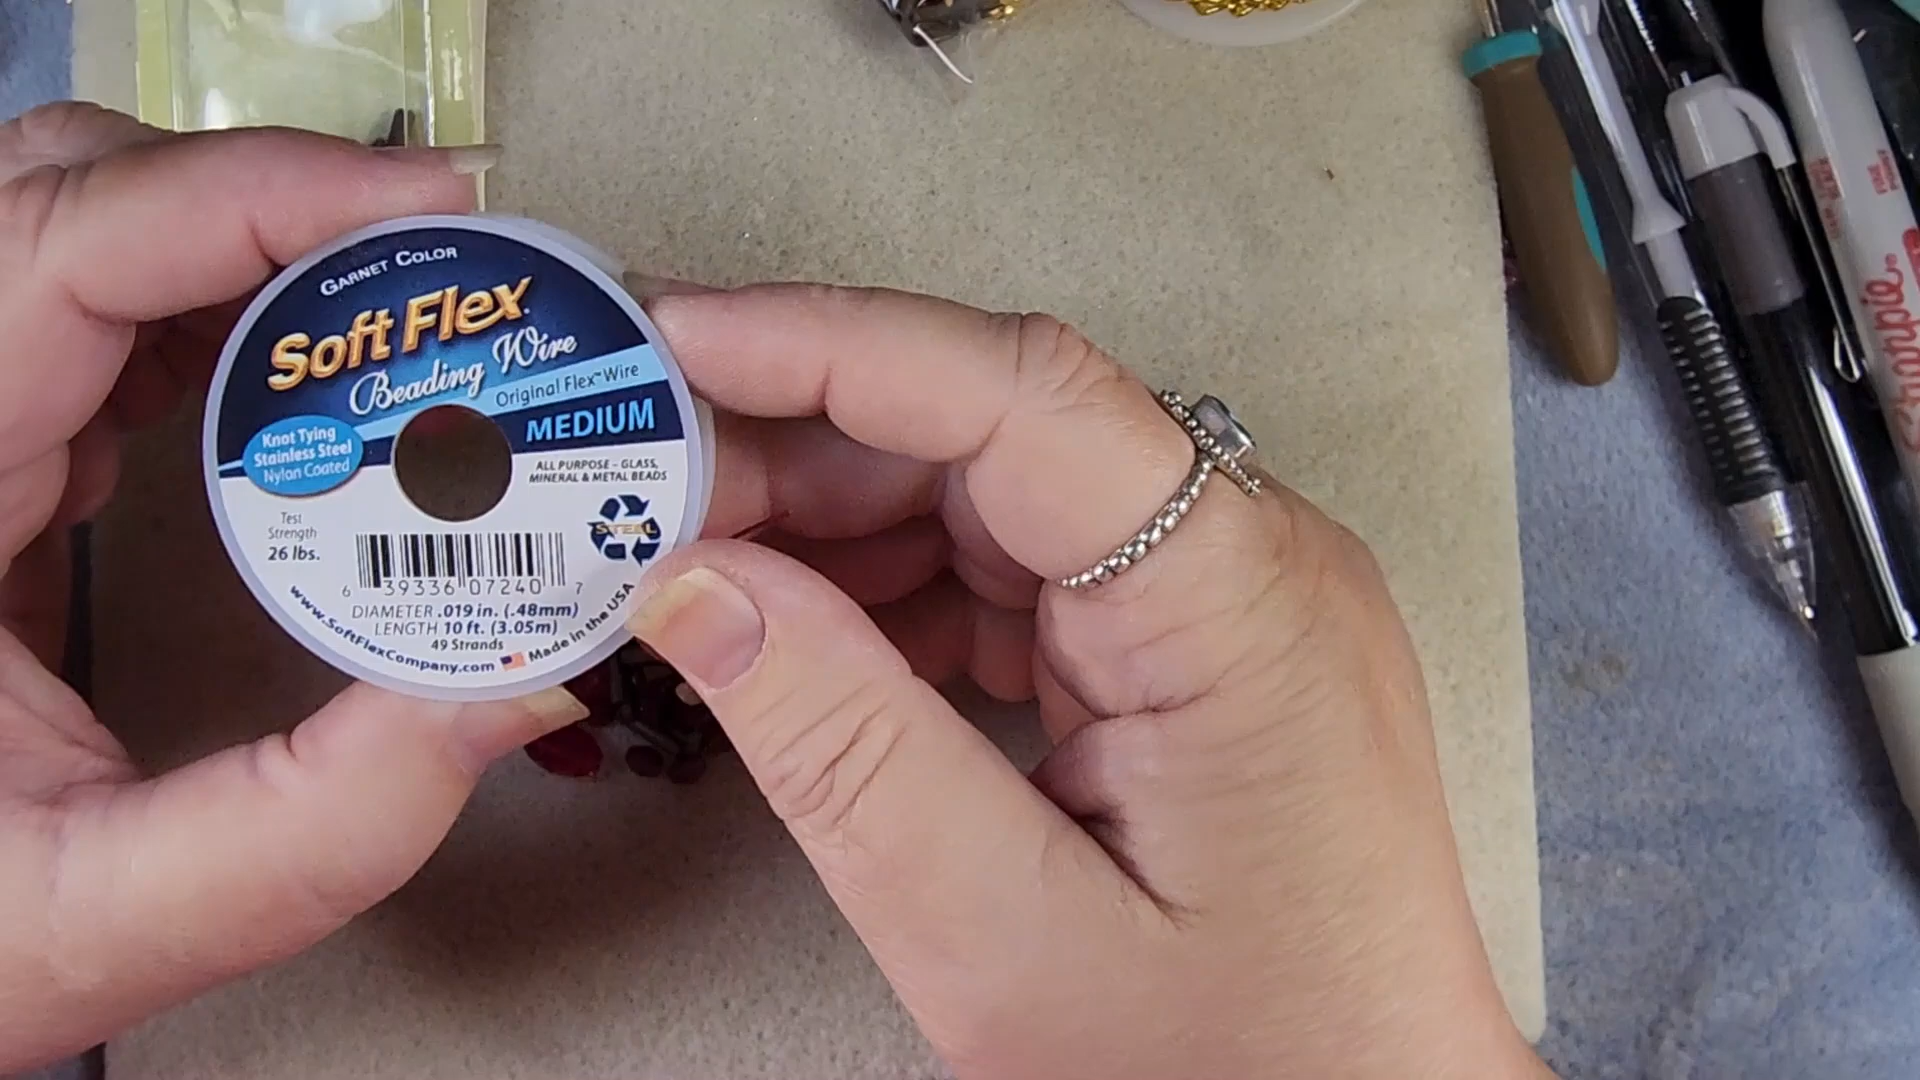 GARNET COLOR
Soft Flex
Beading Wire
Original Flex™ Wire
MEDIUM
Knot Tying
Stainless Steel
Nylon Coated
ALL PURPOSE - GLASS,
MINERAL & METAL BEADS
STEEL
Test
Strength
26 lbs.
6 39336 07240 7
DIAMETER .019 in. (.48mm)
LENGTH 10 ft. (3.05m)
49 Strands
www.SoftFlexCompany.com
Made in the USA
Sharpie